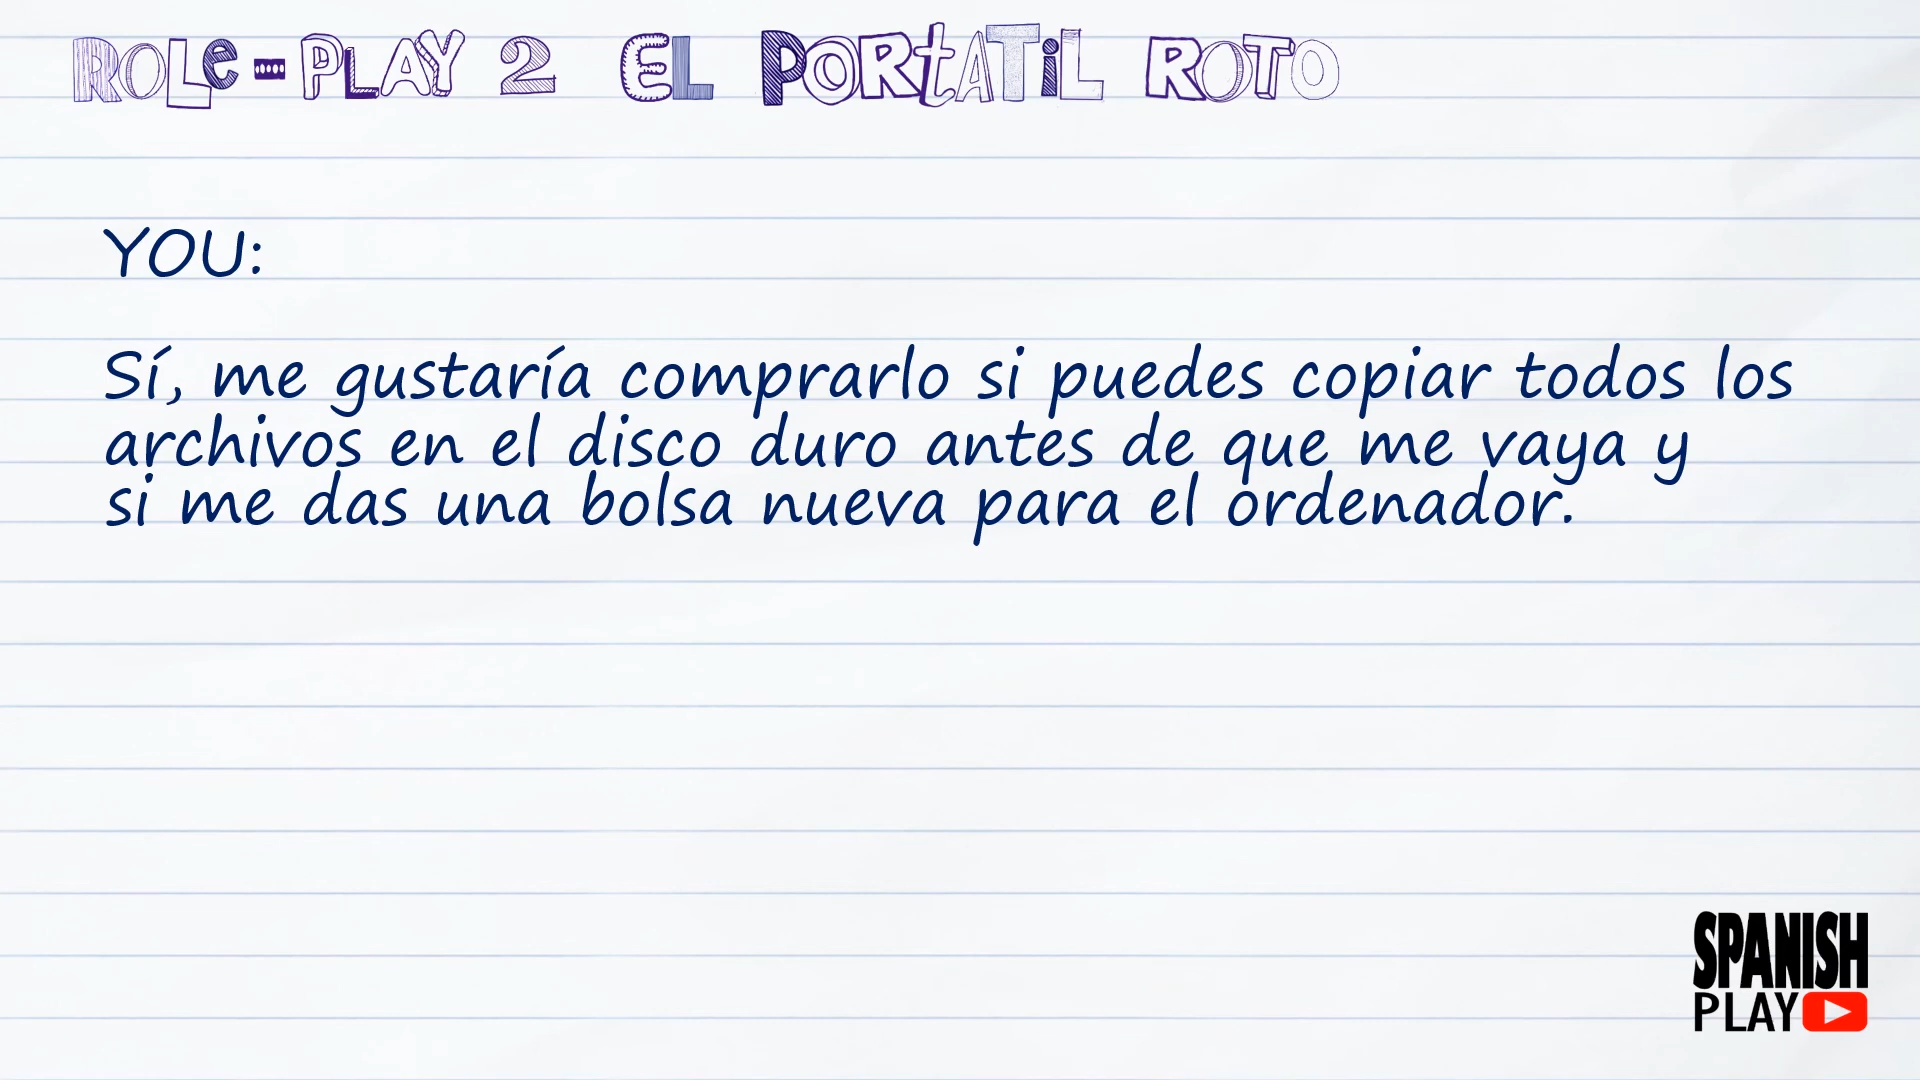 ROLe-PLAY 2 EL PORtATiL ROTO
YOU:
Sí, me gustaría comprarlo si puedes copiar todos los
archivos en el disco duro antes de que me vaya y
si me das una bolsa nueva para el ordenador.
SPANISH
PLAY